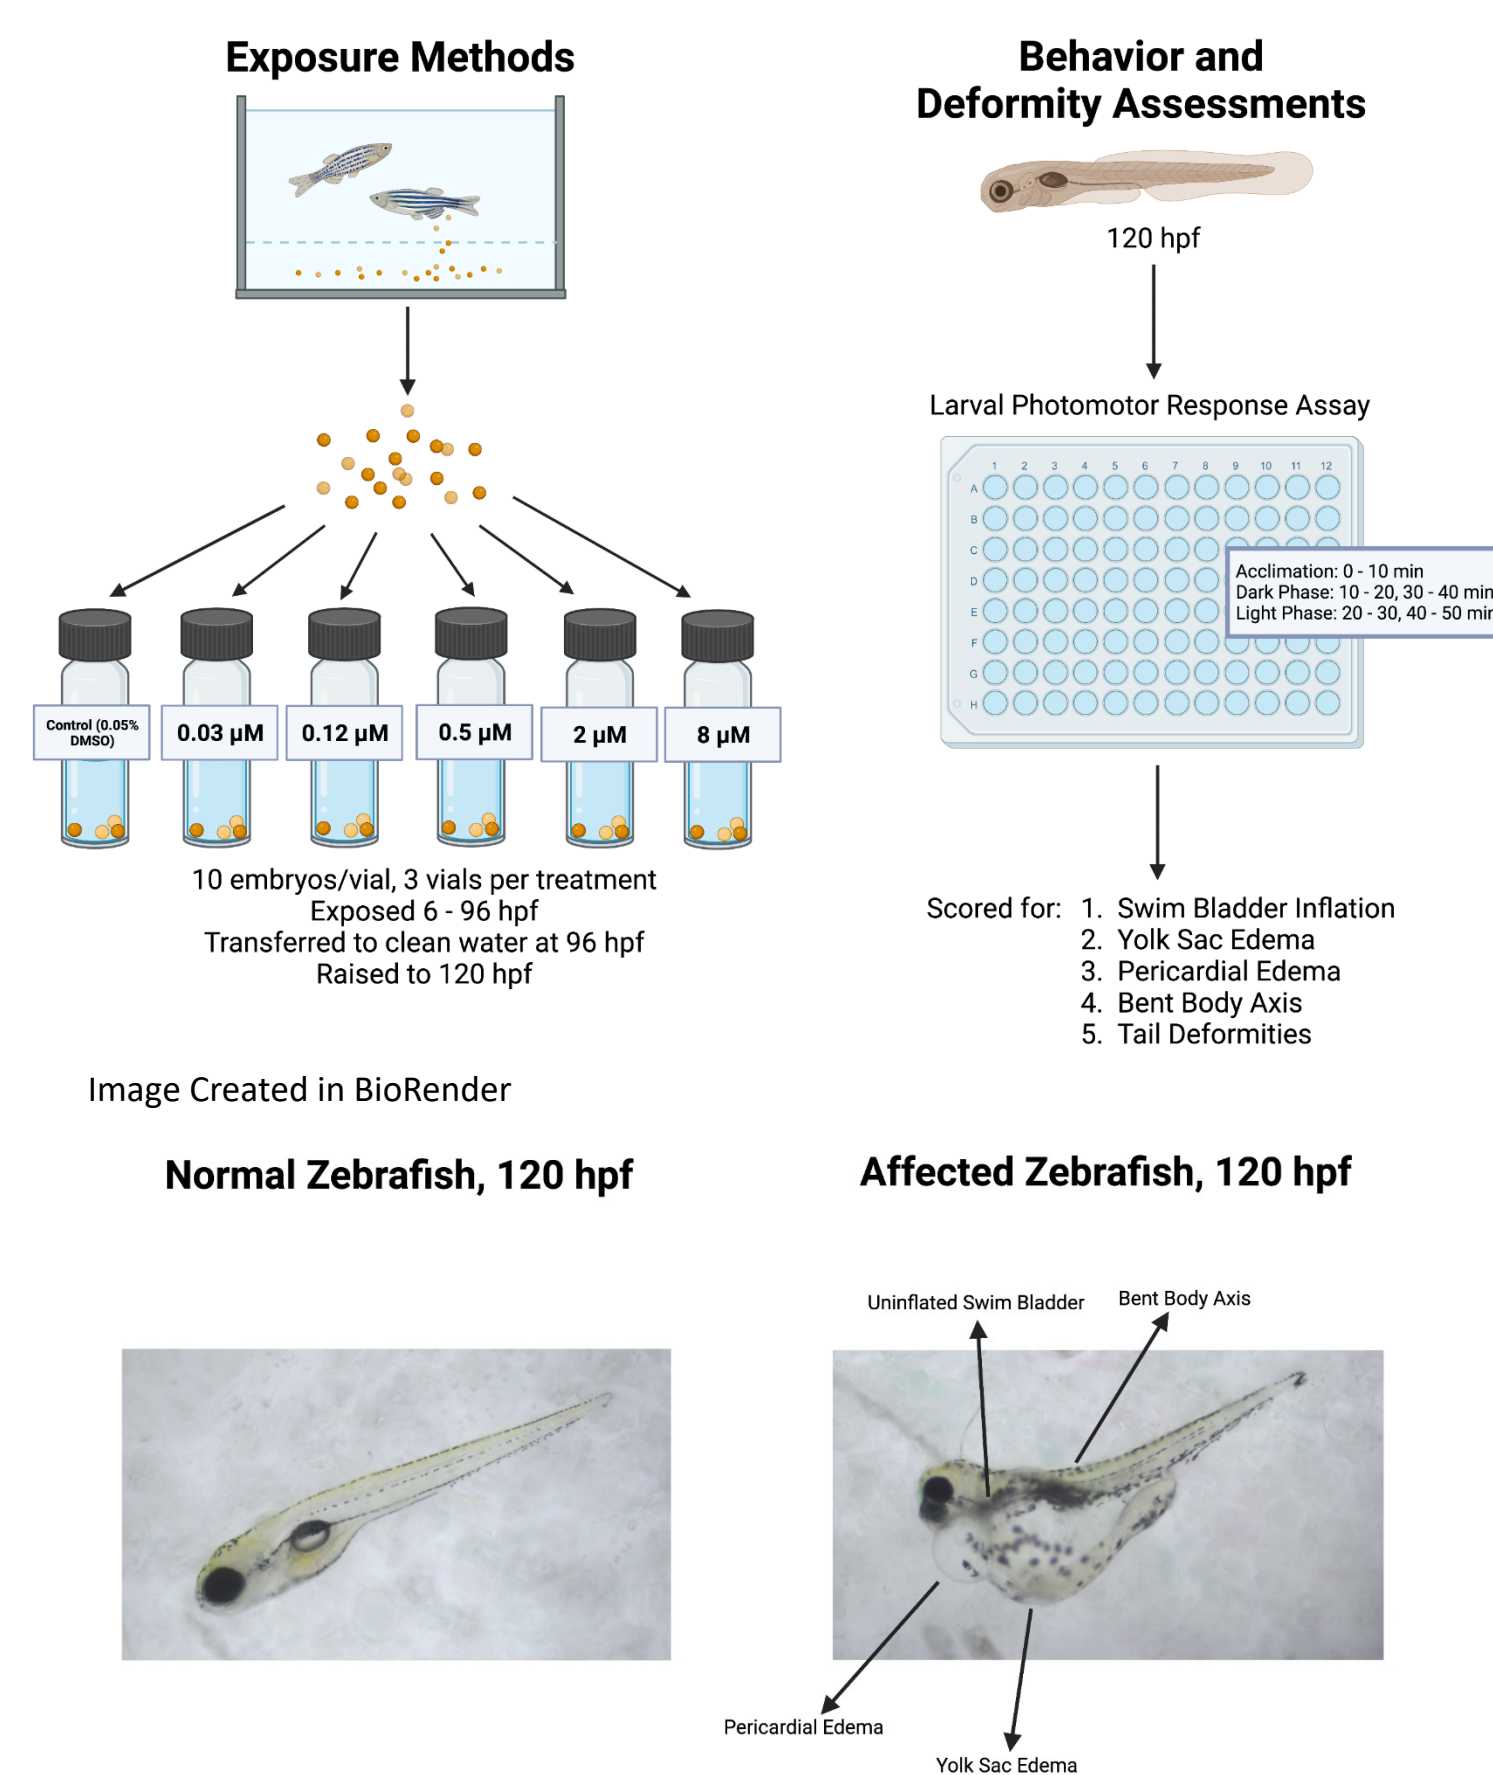 Exposure Methods
Control (0.05%
DMSO)
0.03 µM
0.12 µM
0.5 µM
2 µM
8 µM
10 embryos/vial, 3 vials per treatment
Exposed 6 - 96 hpf
Transferred to clean water at 96 hpf
Raised to 120 hpf
Image Created in BioRender
Behavior and
Deformity Assessments
120 hpf
Larval Photomotor Response Assay
1 2 3 4 5 6 7 8 9 10 11 12
A
B
C
D
E
F
G
H
Acclimation: 0 - 10 min
Dark Phase: 10 - 20, 30 - 40 min
Light Phase: 20 - 30, 40 - 50 min
Scored for: 1. Swim Bladder Inflation
2. Yolk Sac Edema
3. Pericardial Edema
4. Bent Body Axis
5. Tail Deformities
Normal Zebrafish, 120 hpf
Affected Zebrafish, 120 hpf
Uninflated Swim Bladder
Bent Body Axis
Pericardial Edema
Yolk Sac Edema